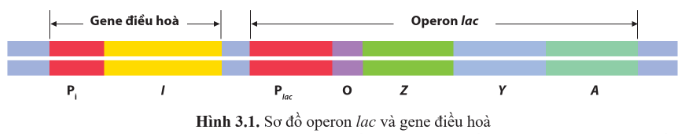 Gene điều hoà Operon lac
Pi I Plac O Z Y A
Hình 3.1. Sơ đồ operon lac và gene điều hoà